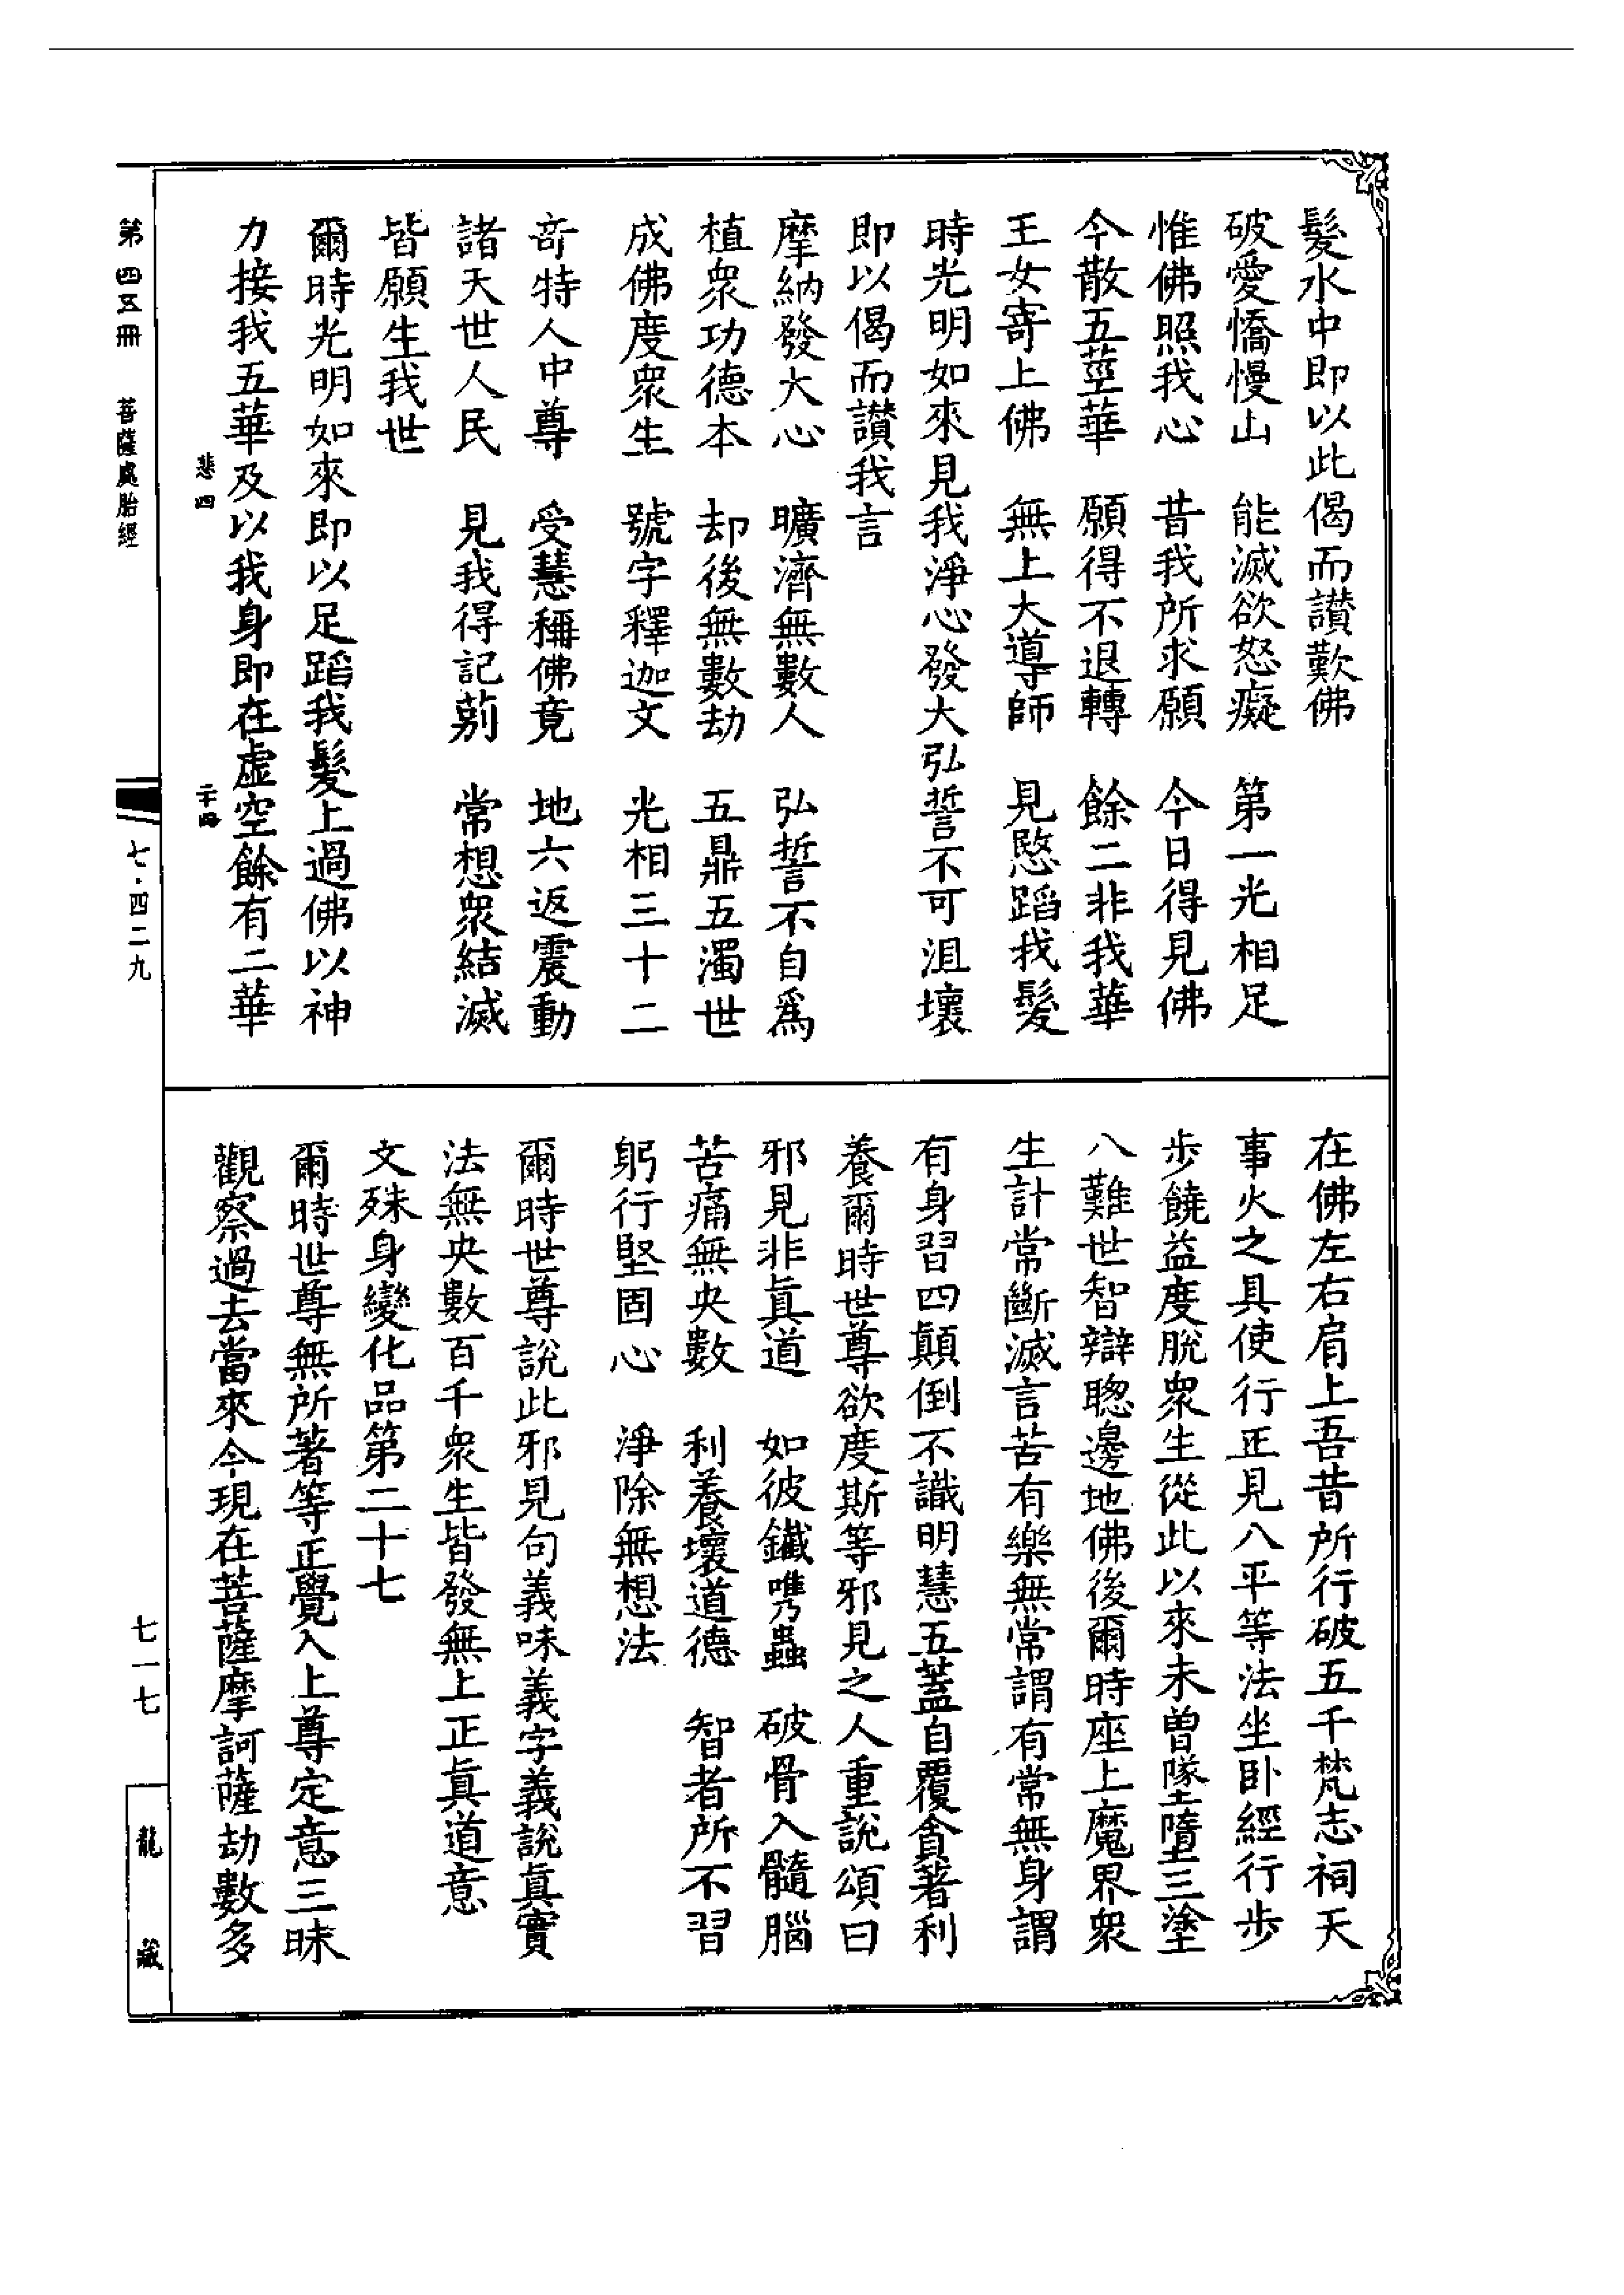 髮水中即以此偈而讃歎佛
破愛憍慢山　能滅欲怒癡　第一光相足
惟佛照我心　昔我所求願　今日得見佛
今散五莖華　願得不退轉　餘二非我華
王女寄上佛　無上大導師　見愍蹈我髮
時光明如來見我淨心發大弘誓不可沮壞
即以偈而讃我言
摩納發大心　曠濟無數人　弘誓不自爲
植衆功德本　却後無數劫　五鼎五濁世
成佛度衆生　號字釋迦文　光相三十二
竒特人中尊　受慧稱佛竟　地六返震動
諸天世人民　見我得記莂　常想衆結滅
皆願生我世
爾時光明如來即以足蹈我髮上過佛以神
力接我五華及以我身即在虚空餘有二華
悲四　二十四
在佛左右肩上吾昔所行破五千梵志祠天
事火之具使行正見八平等法坐卧經行步
步饒益度脫衆生從此以來未曾墜墮三塗
八難世智辯聰邊地佛後爾時座上魔界衆
生計常斷滅言苦有樂無常謂有常無身謂
有身習四顛倒不識明慧五蓋自覆貪著利
養爾時世尊欲度斯等邪見之人重說頌曰
邪見非眞道　如彼鐵㗭蟲　破骨入髓腦
苦痛無央數　利養壞道德　智者所不習
躬行堅固心　淨除無想法
爾時世尊說此邪見句義味義字義說眞實
法無央數百千衆生皆發無上正眞道意
文殊身變化品第二十七
爾時世尊無所著等正覺入上尊定意三昧
觀察過去當來今現在菩薩摩訶薩劫數多
第四五冊　菩薩處胎經
七·四二九
七一七
龍藏